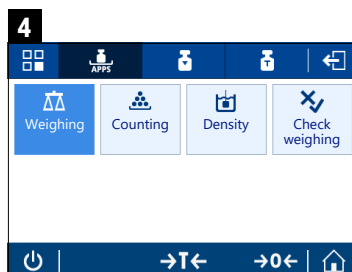 4
APPS
T
Weighing
Counting
Density
Check
weighing
→T←
→0←